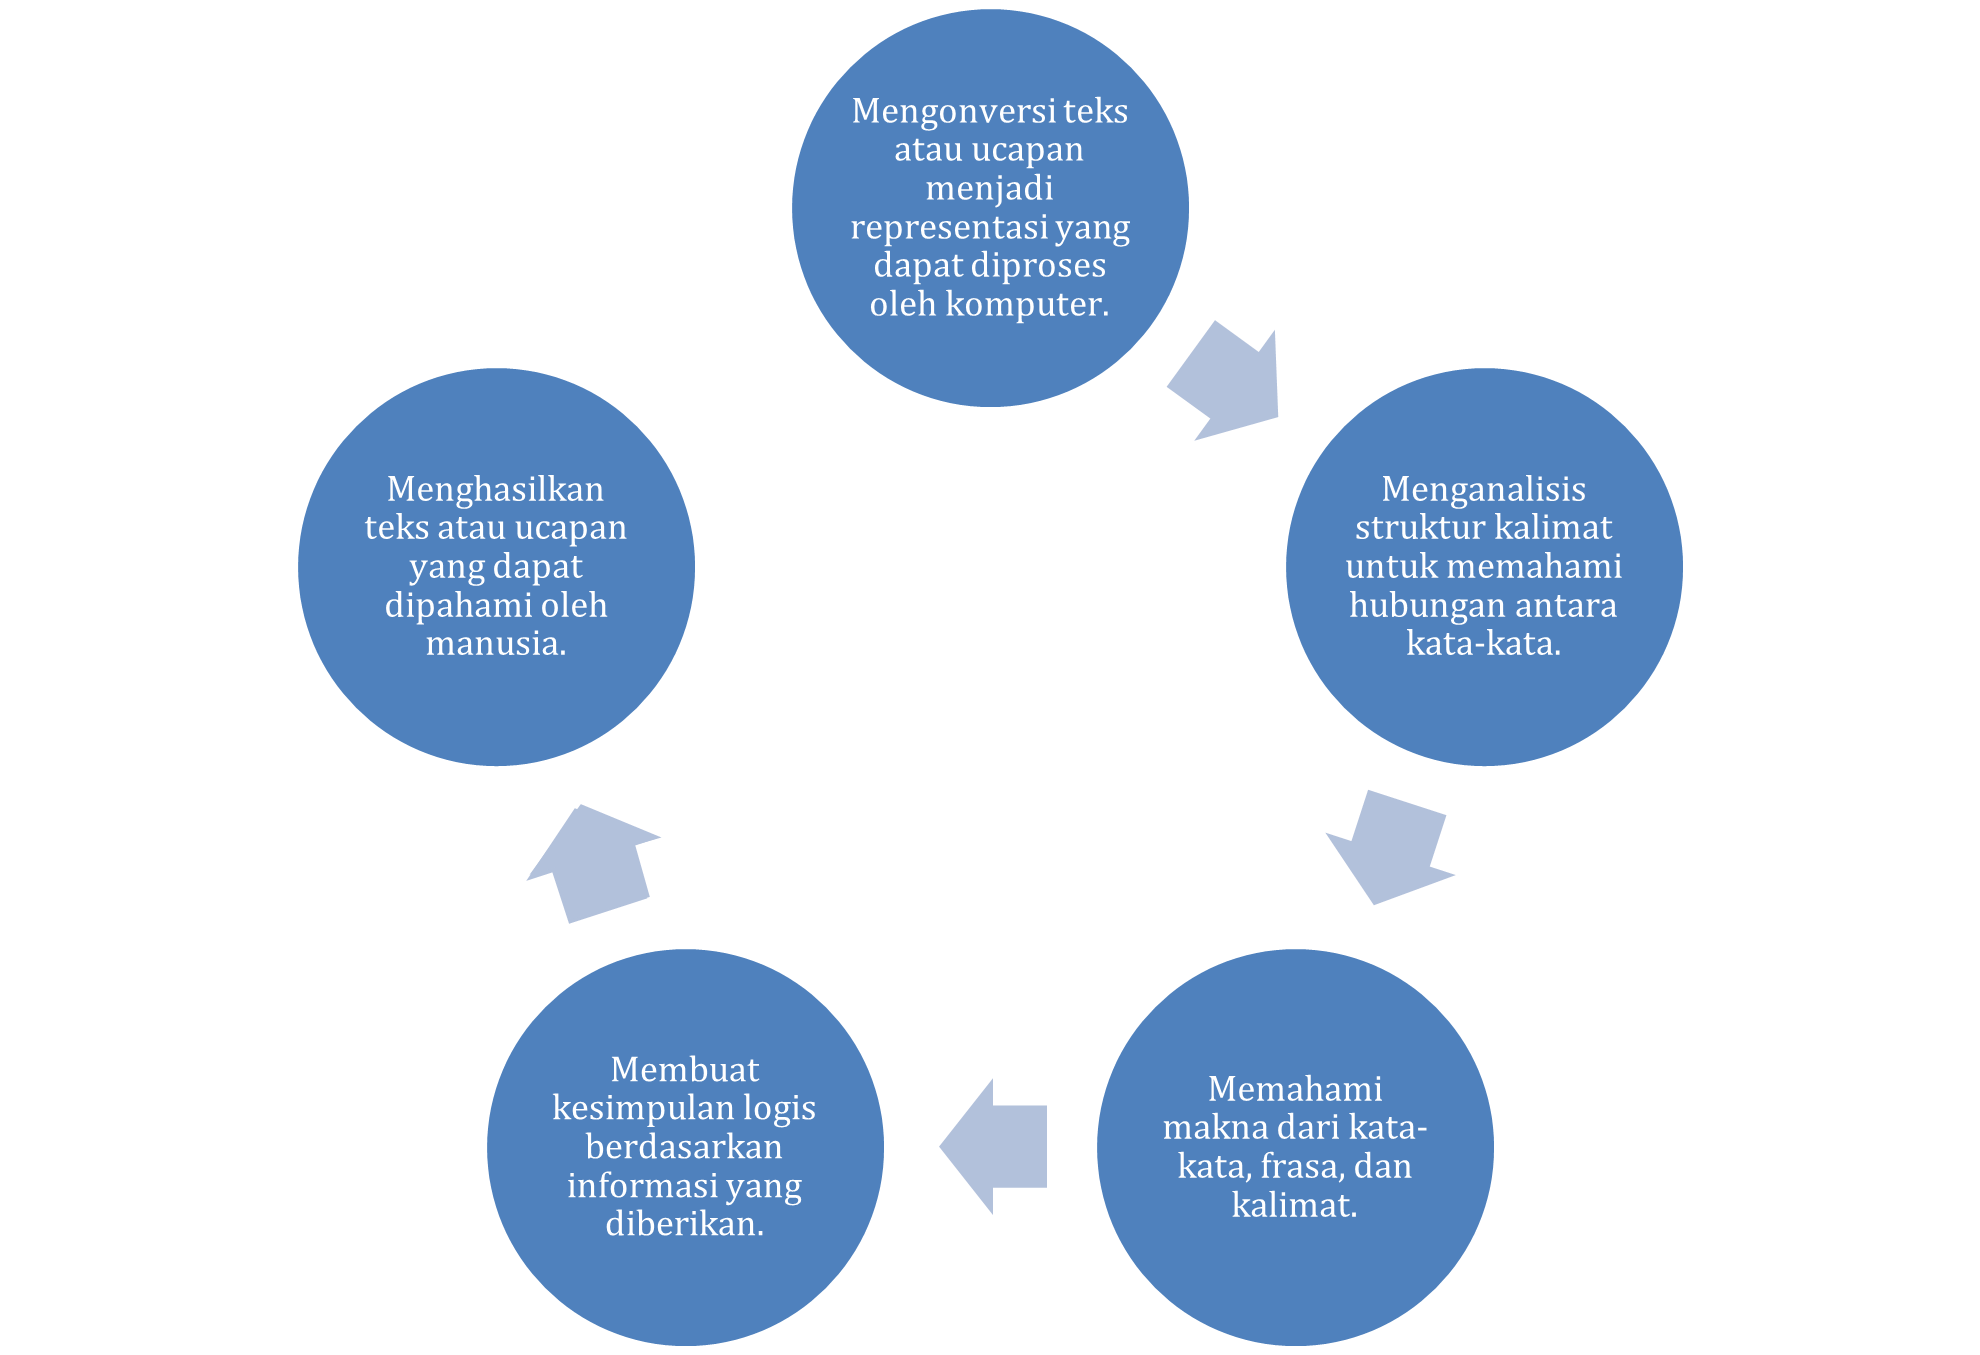 Mengonversi teks
atau ucapan
menjadi
representasi yang
dapat diproses
oleh komputer.
Menganalisis
struktur kalimat
untuk memahami
hubungan antara
kata-kata.
Memahami
makna dari kata-
kata, frasa, dan
kalimat.
Membuat
kesimpulan logis
berdasarkan
informasi yang
diberikan.
Menghasilkan
teks atau ucapan
yang dapat
dipahami oleh
manusia.